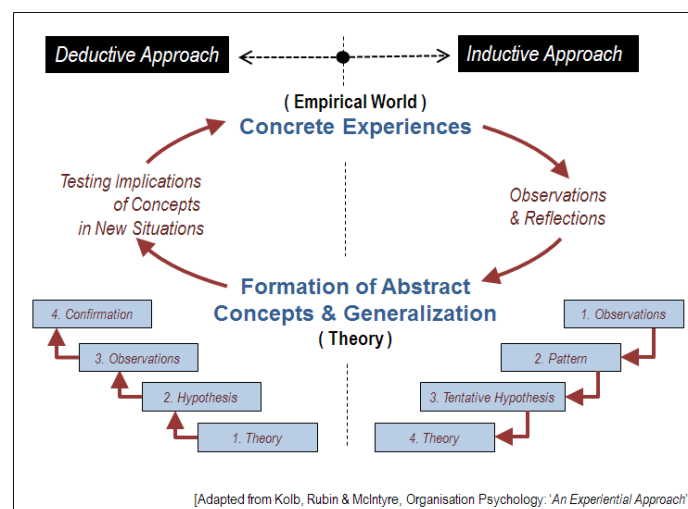 Deductive Approach
Inductive Approach
( Empirical World )
Concrete Experiences
Testing Implications
of Concepts
in New Situations
Observations
& Reflections
Formation of Abstract
Concepts & Generalization
( Theory )
4. Confirmation
3. Observations
2. Hypothesis
1. Theory
1. Observations
2. Pattern
3. Tentative Hypothesis
4. Theory
[Adapted from Kolb, Rubin & McIntyre, Organisation Psychology: 'An Experiential Approach'